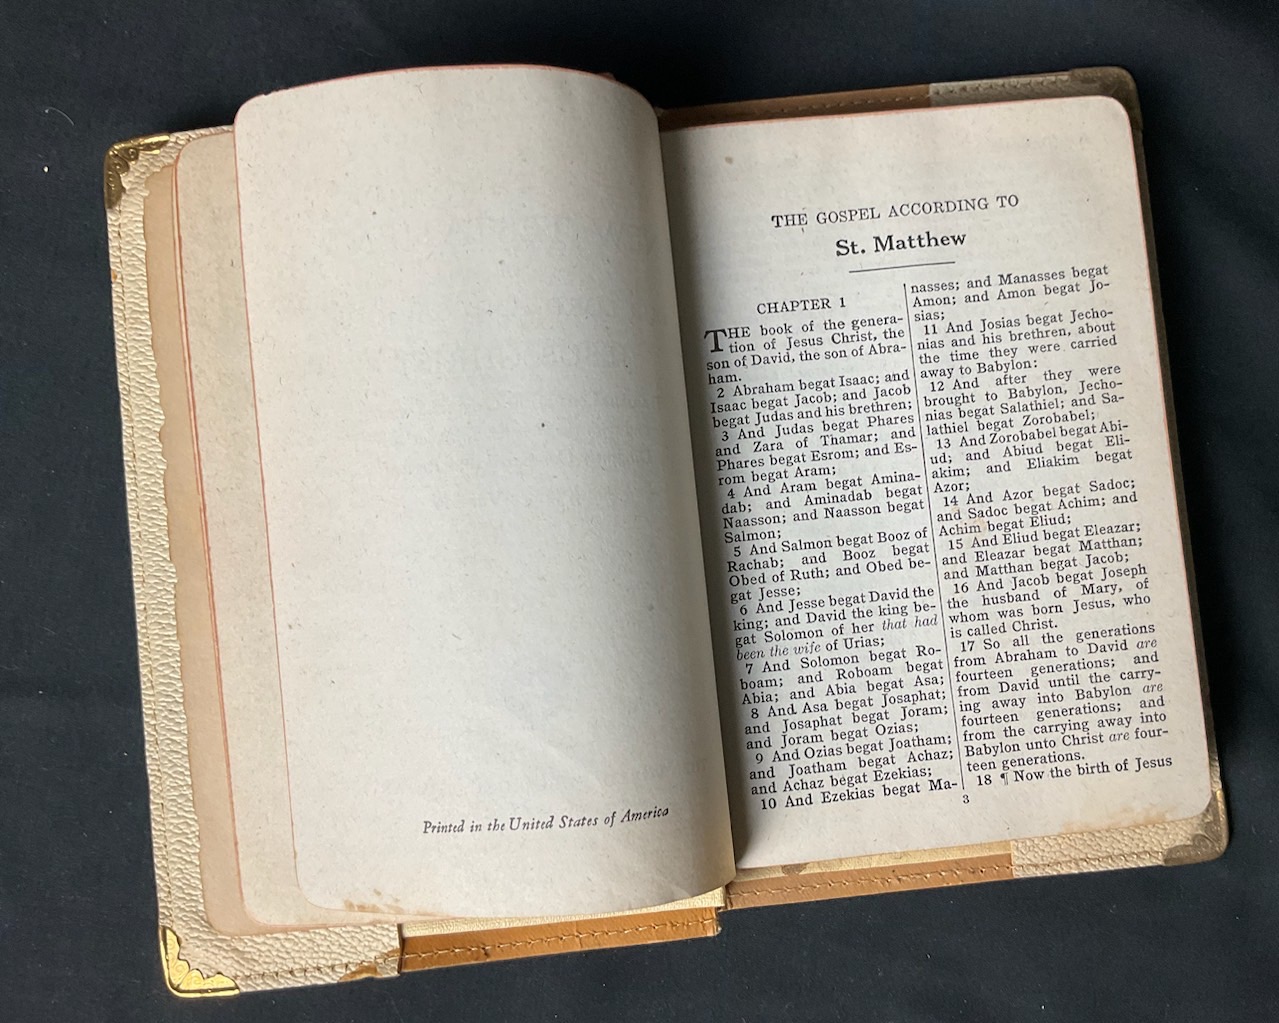 Printed in the United States of America
THE GOSPEL ACCORDING TO
St. Matthew
CHAPTER 1
THE book of the genera-
tion of Jesus Christ, the
son of David, the son of Abra-
ham.
2 Abraham begat Isaac; and
Isaac begat Jacob; and Jacob
begat Judas and his brethren;
3 And Judas begat Phares
and Zara of Thamar; and
Phares begat Esrom; and Es-
rom begat Aram;
4 And Aram begat Amina-
dab; and Aminadab begat
Naasson; and Naasson begat
Salmon;
5 And Salmon begat Booz of
Rachab; and Booz begat
Obed of Ruth; and Obed be-
gat Jesse;
6 And Jesse begat David the
king; and David the king be-
gat Solomon of her that had
been the wife of Urias;
7 And Solomon begat Ro-
boam; and Roboam begat
Abia; and Abia begat Asa;
8 And Asa begat Josaphat;
and Josaphat begat Joram;
and Joram begat Ozias;
9 And Ozias begat Joatham;
and Joatham begat Achaz;
and Achaz begat Ezekias;
10 And Ezekias begat Ma-
nasses; and Manasses begat
Amon; and Amon begat Jo-
sias;
11 And Josias begat Jecho-
nias and his brethren, about
the time they were carried
away to Babylon:
12 And after they were
brought to Babylon, Jecho-
nias begat Salathiel; and Sa-
lathiel begat Zorobabel;
13 And Zorobabel begat Abi-
ud; and Abiud begat Eli-
akim; and Eliakim begat
Azor;
14 And Azor begat Sadoc;
and Sadoc begat Achim; and
Achim begat Eliud;
15 And Eliud begat Eleazar;
and Eleazar begat Matthan;
and Matthan begat Jacob;
16 And Jacob begat Joseph
the husband of Mary, of
whom was born Jesus, who
is called Christ.
17 So all the generations
from Abraham to David are
fourteen generations; and
from David until the carry-
ing away into Babylon are
fourteen generations; and
from the carrying away into
Babylon unto Christ are four-
teen generations.
18 ¶ Now the birth of Jesus
3